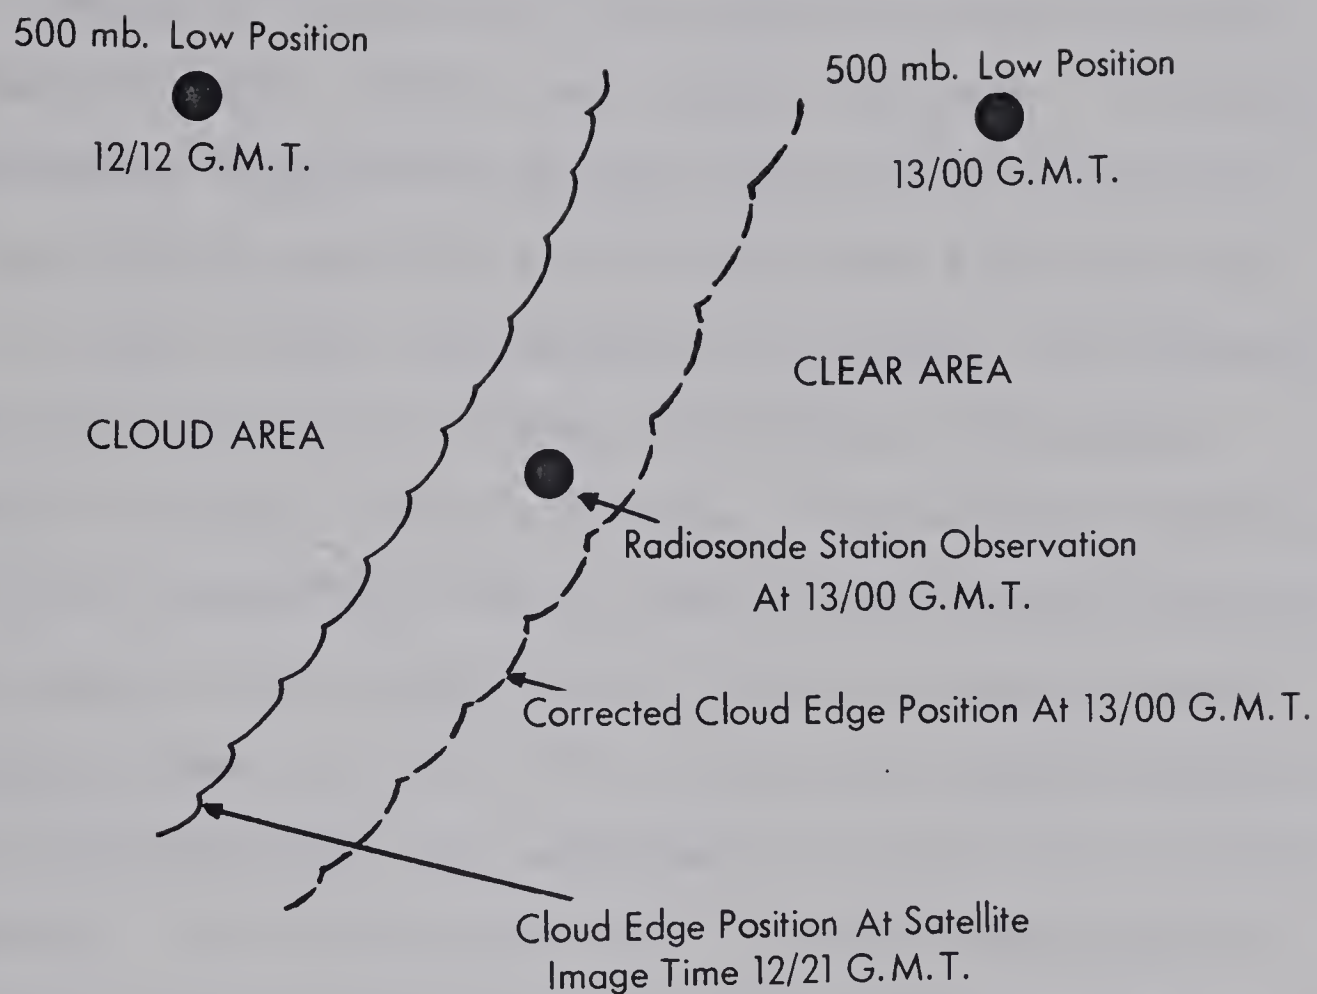 500 mb. Low Position
12/12 G.M.T.
500 mb. Low Position
13/00 G.M.T.
CLEAR AREA
CLOUD AREA
Radiosonde Station Observation
At 13/00 G.M.T.
Corrected Cloud Edge Position At 13/00 G.M.T.
Cloud Edge Position At Satellite
Image Time 12/21 G.M.T.